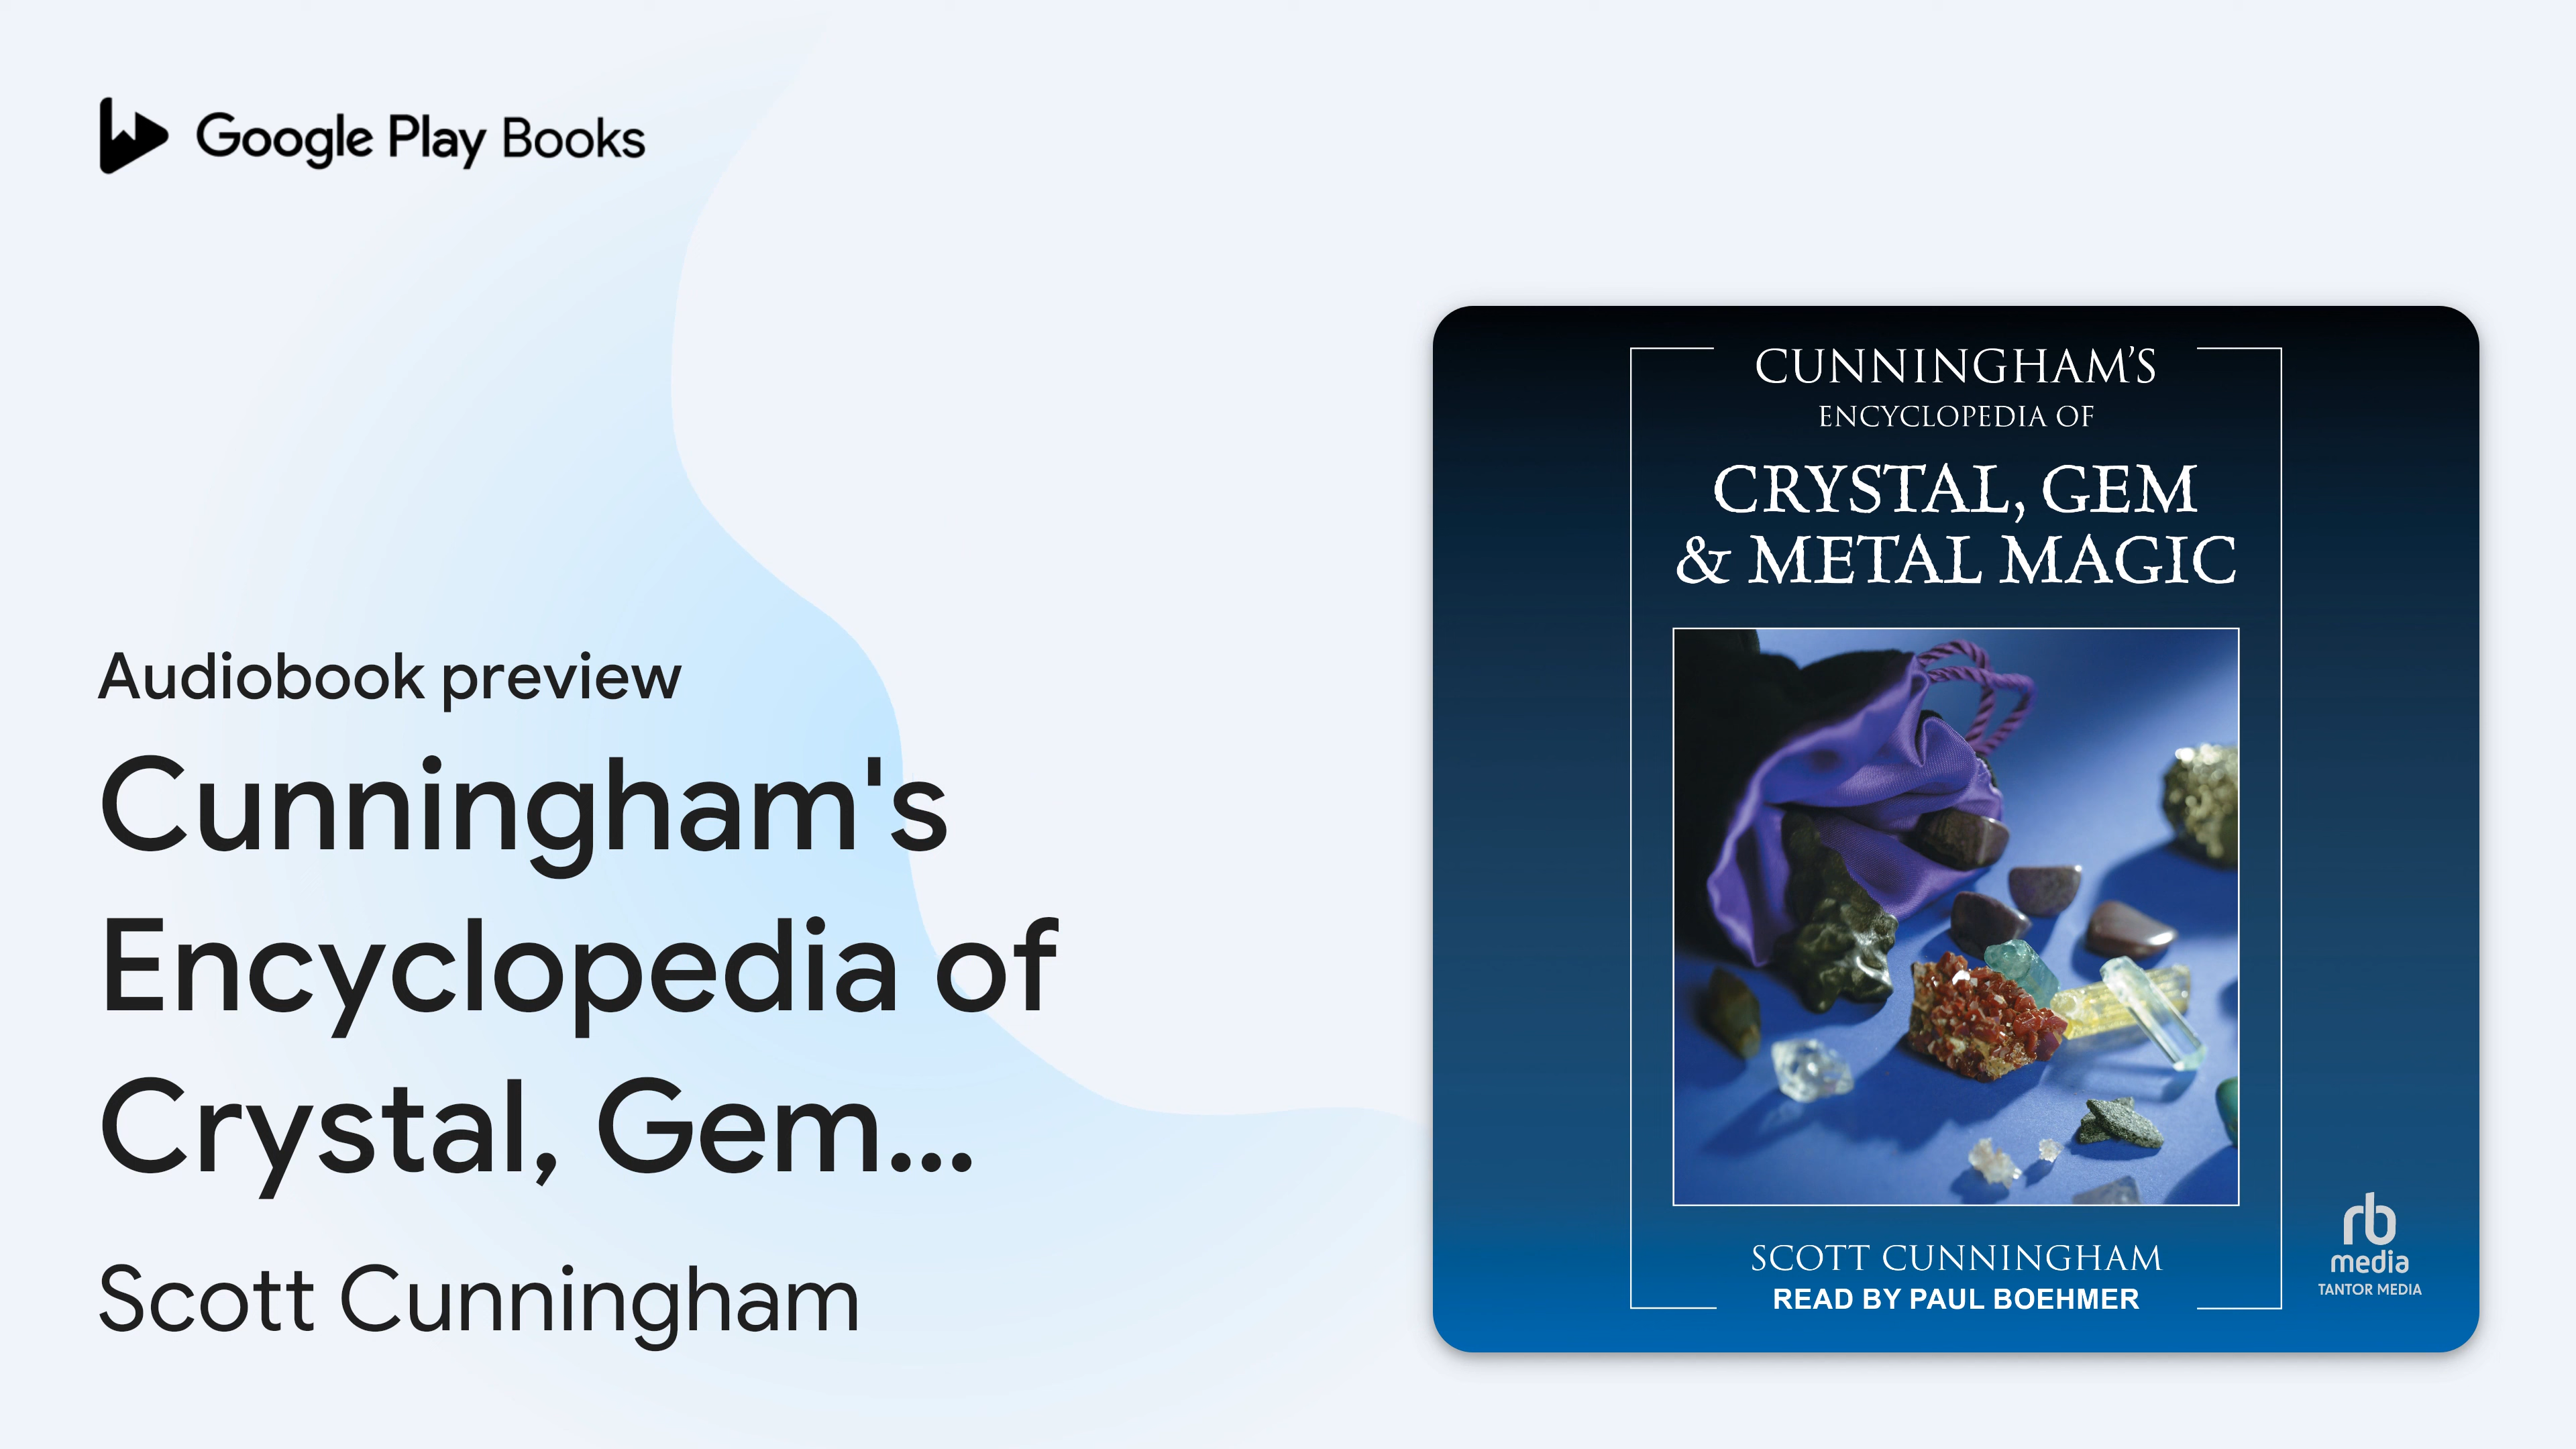 Google Play Books
Audiobook preview
Cunningham's
Encyclopedia of
Crystal, Gem...
Scott Cunningham
CUNNINGHAM'S
ENCYCLOPEDIA OF
CRYSTAL, GEM
& METAL MAGIC
SCOTT CUNNINGHAM
READ BY PAUL BOEHMER
rb
media
TANTOR MEDIA